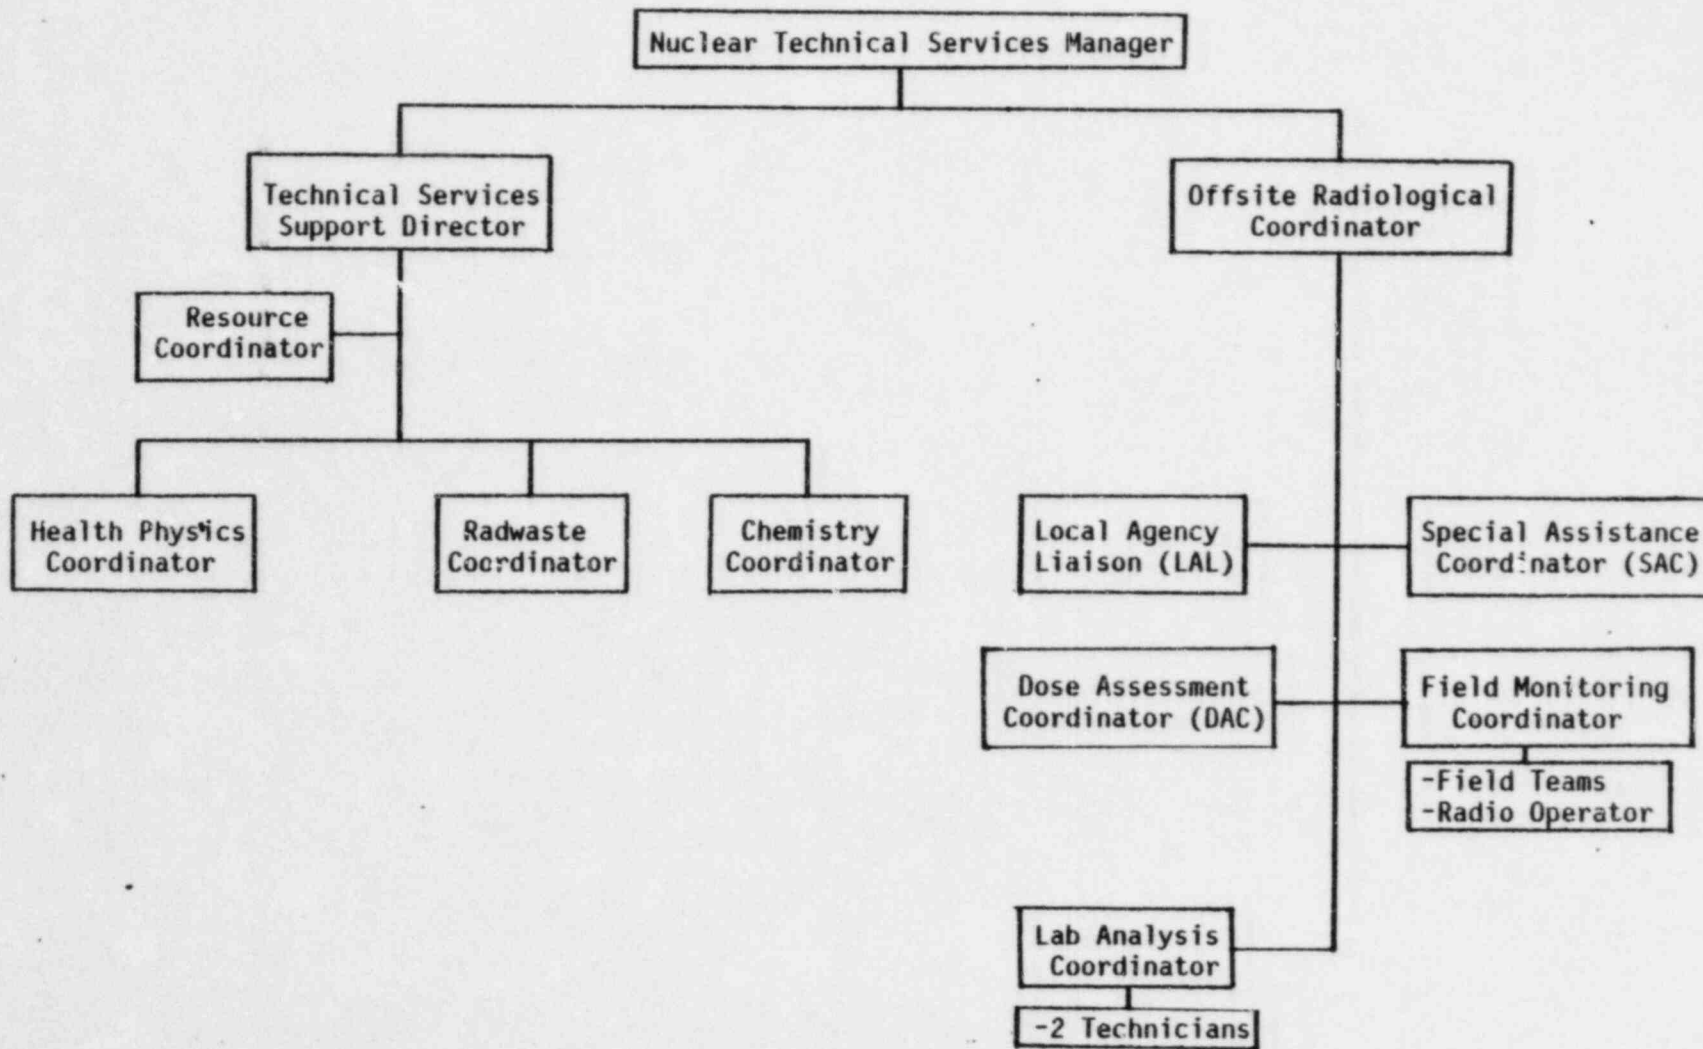 Nuclear Technical Services Manager
Technical Services
Support Director
Offsite Radiological
Coordinator
Resource
Coordinator
Health Physics
Coordinator
Radwaste
Coordinator
Chemistry
Coordinator
Local Agency
Liaison (LAL)
Special Assistance
Coordinator (SAC)
Dose Assessment
Coordinator (DAC)
Field Monitoring
Coordinator
-Field Teams
-Radio Operator
Lab Analysis
Coordinator
-2 Technicians